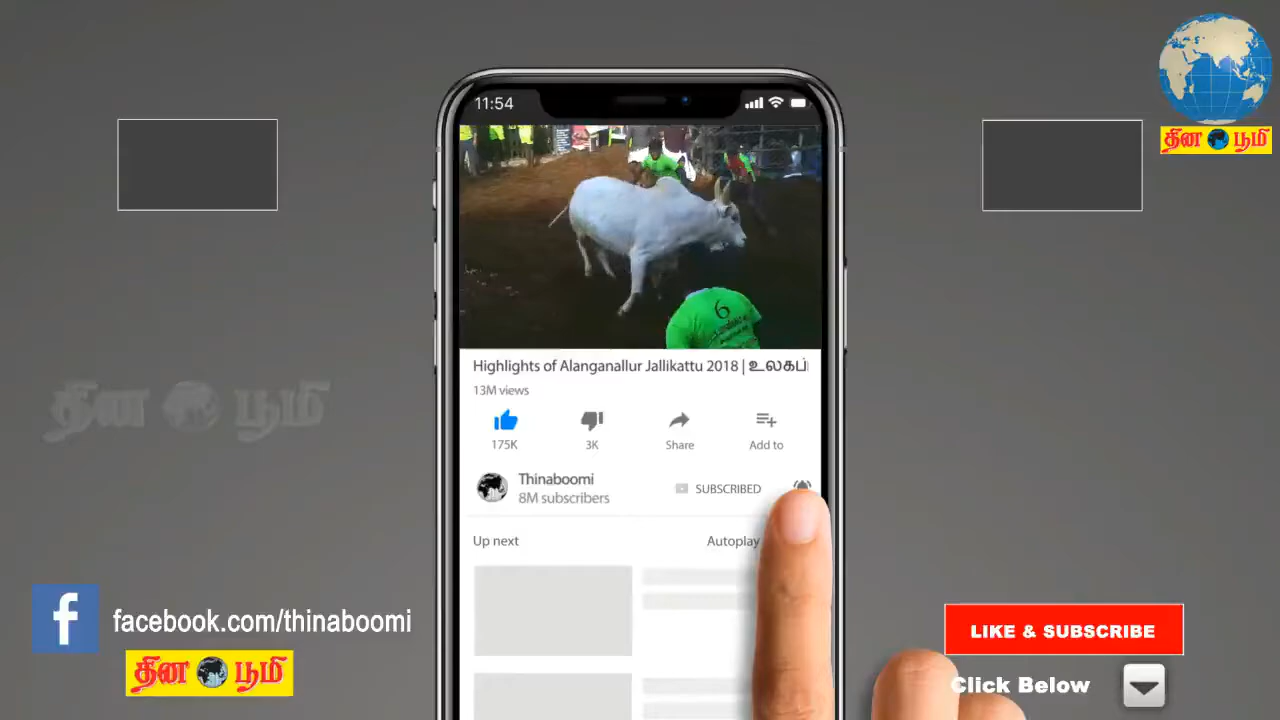 11:54
தின பூமி
6
Highlights of Alanganallur Jallikattu 2018 | உலகப்
13M views
175K
3K
Share
Add to
Thinaboomi
8M subscribers
SUBSCRIBED
தின பூமி
Up next
Autoplay
f facebook.com/thinaboomi
தின பூமி
LIKE & SUBSCRIBE
Click Below